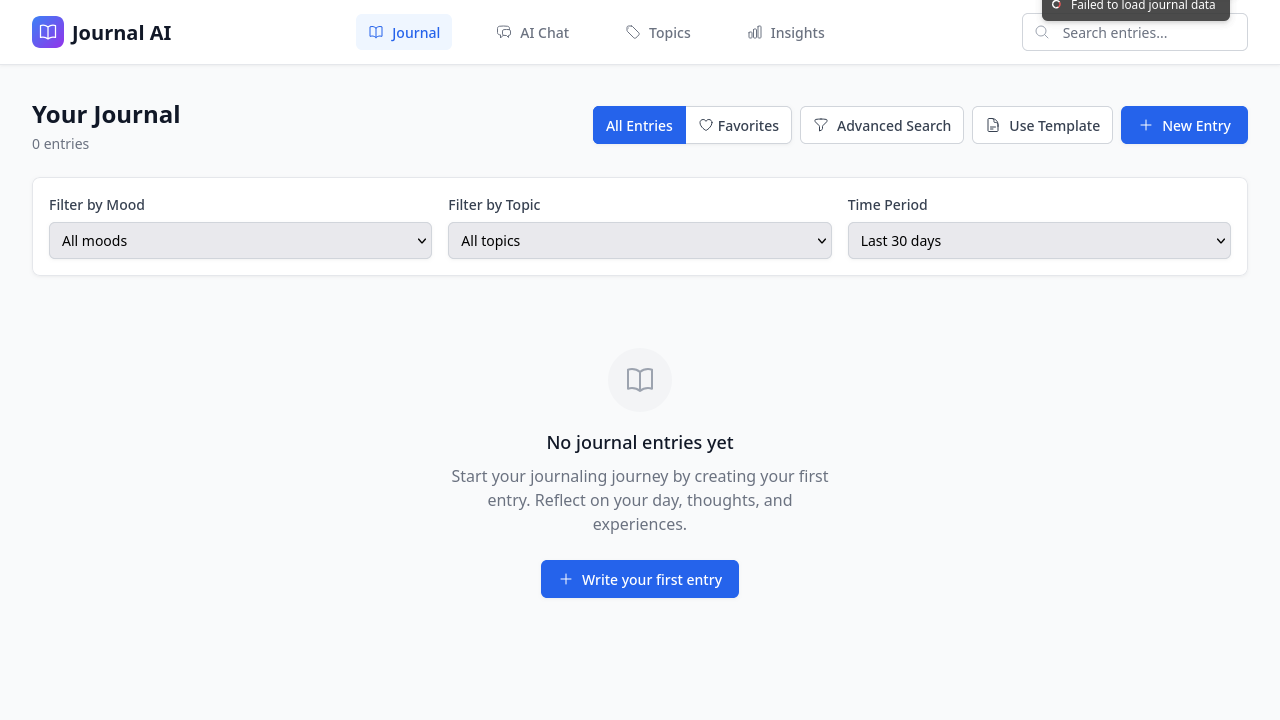 Failed to load journal data
Journal AI
Journal
AI Chat
Topics
Insights
Search entries...
Your Journal
0 entries
All Entries
Favorites
Advanced Search
Use Template
New Entry
Filter by Mood
Filter by Topic
Time Period
All moods
All topics
Last 30 days
No journal entries yet
Start your journaling journey by creating your first
entry. Reflect on your day, thoughts, and
experiences.
Write your first entry